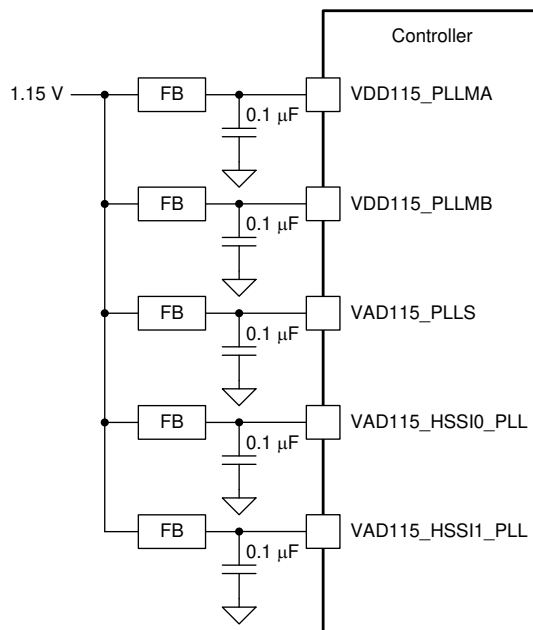 Controller
1.15 V
FB
VDD115_PLLMA
0.1 μF
FB
VDD115_PLLMB
0.1 μF
FB
VAD115_PLLS
0.1 μF
FB
VAD115_HSSI0_PLL
0.1 μF
FB
VAD115_HSSI1_PLL
0.1 μF